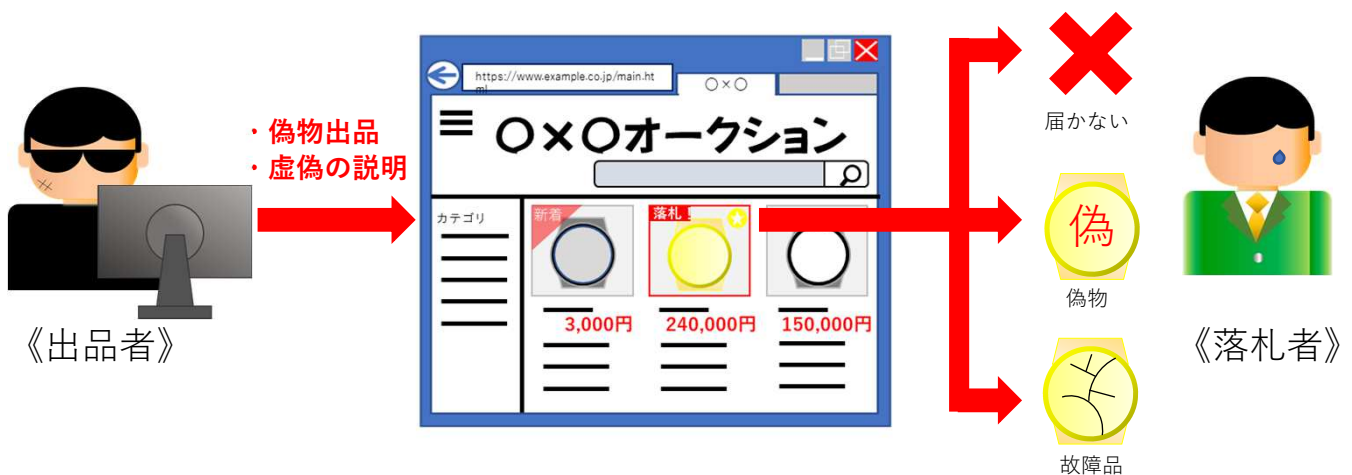 ・偽物出品
・虚偽の説明
《出品者》
https://www.example.co.jp/main.ht
ml
〇×〇
〇×〇オークション
カテゴリ
新着
落札！
3,000円
240,000円
150,000円
届かない
偽
偽物
故障品
《落札者》